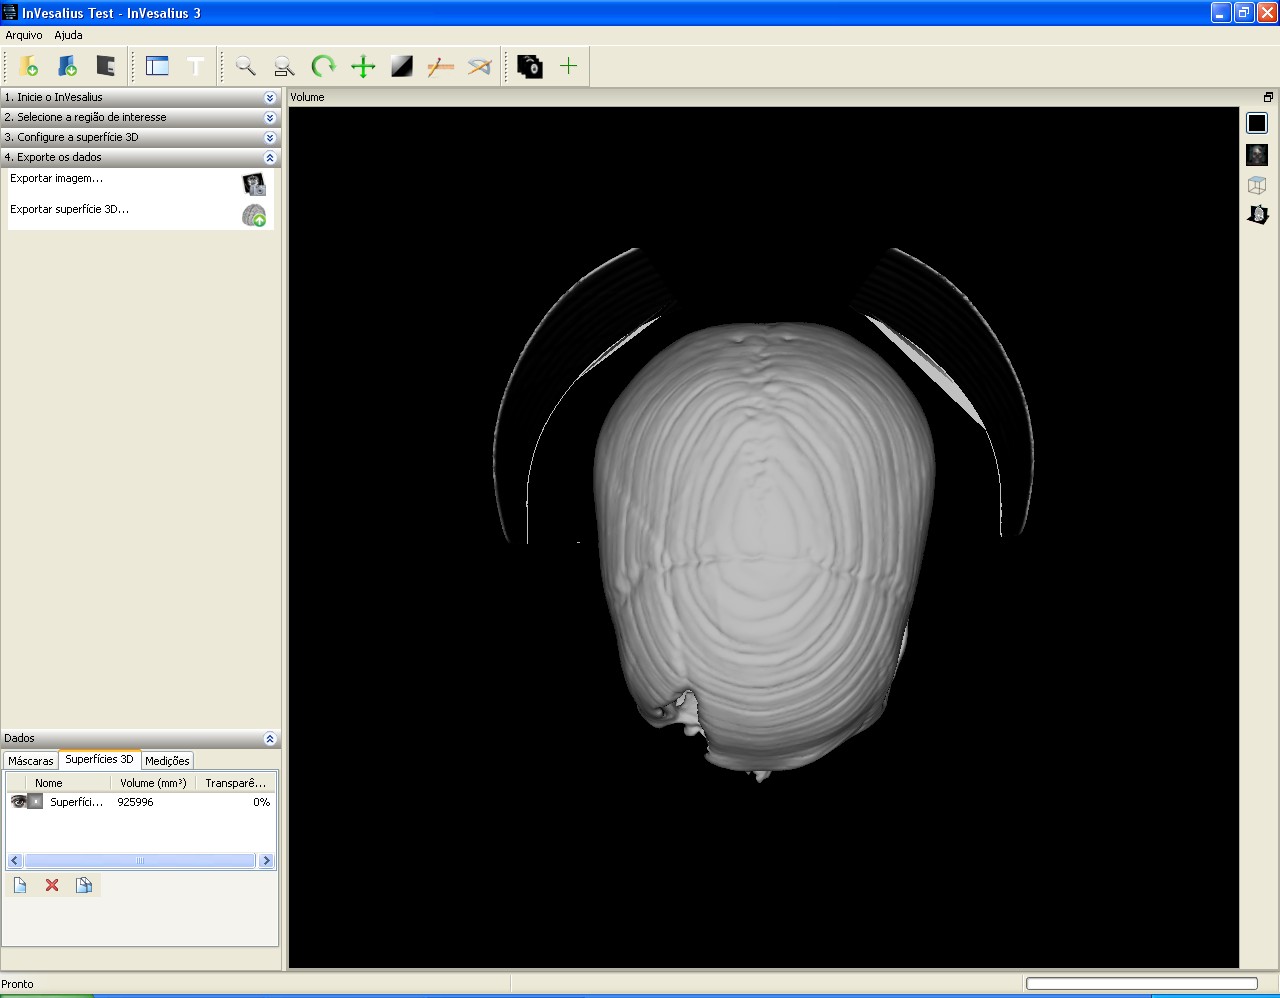 InVesalius Test - InVesalius 3
Arquivo Ajuda
T
Volume
1. Inicie o InVesalius
2. Selecione a região de interesse
3. Configure a superfície 3D
4. Exporte os dados
Exportar imagem...
Exportar superfície 3D...
Dados
Máscaras Superfícies 3D Medições
Nome Volume (mm³) Transparê...
Superfíci... 925996 0%
Pronto